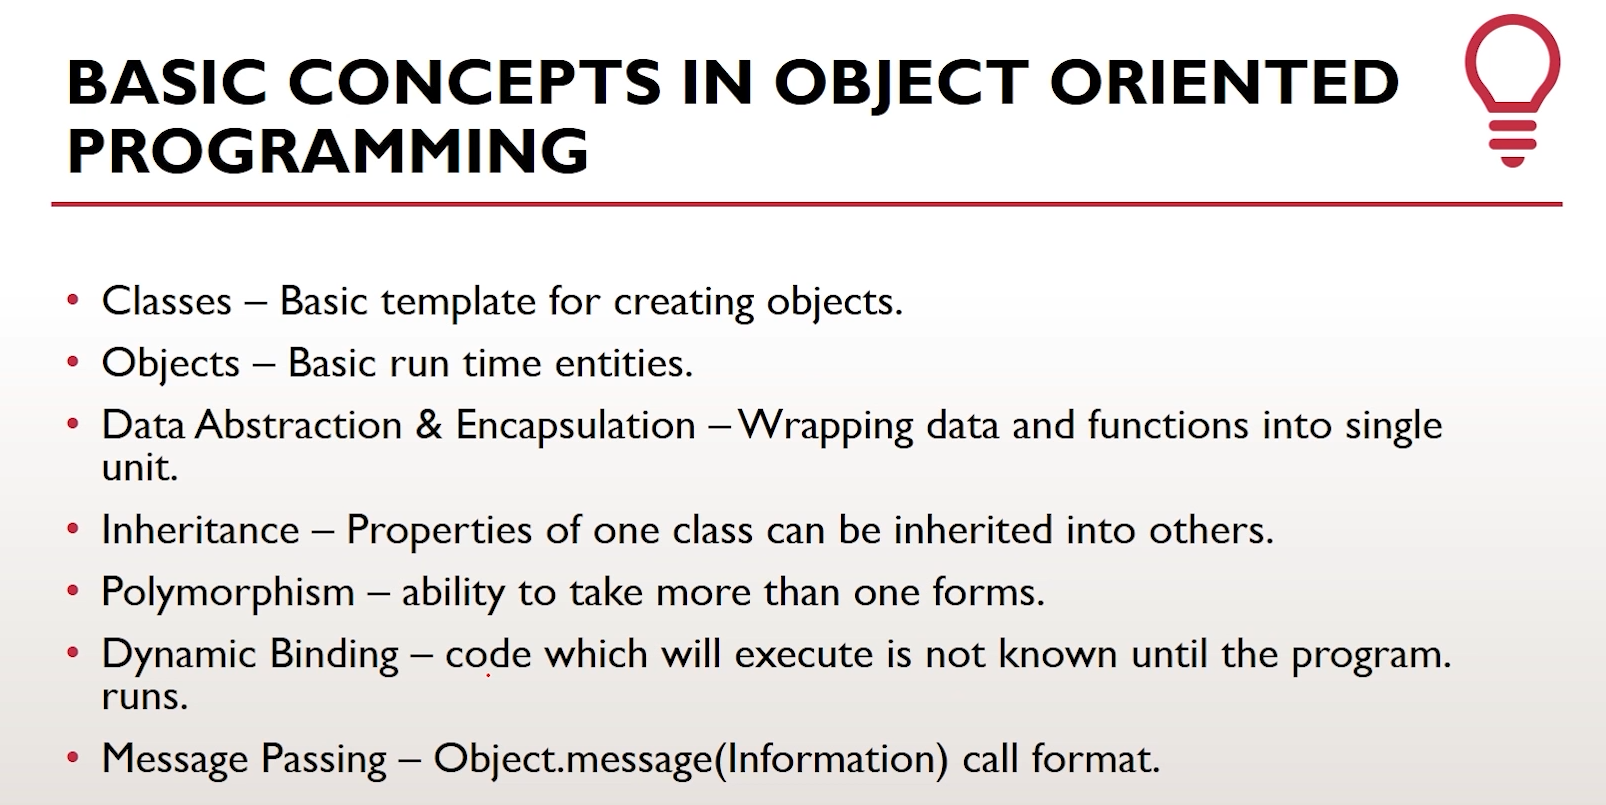 BASIC CONCEPTS IN OBJECT ORIENTED
PROGRAMMING
• Classes – Basic template for creating objects.
• Objects – Basic run time entities.
• Data Abstraction & Encapsulation – Wrapping data and functions into single
unit.
• Inheritance – Properties of one class can be inherited into others.
• Polymorphism – ability to take more than one forms.
• Dynamic Binding – code which will execute is not known until the program.
runs.
• Message Passing – Object.message(Information) call format.